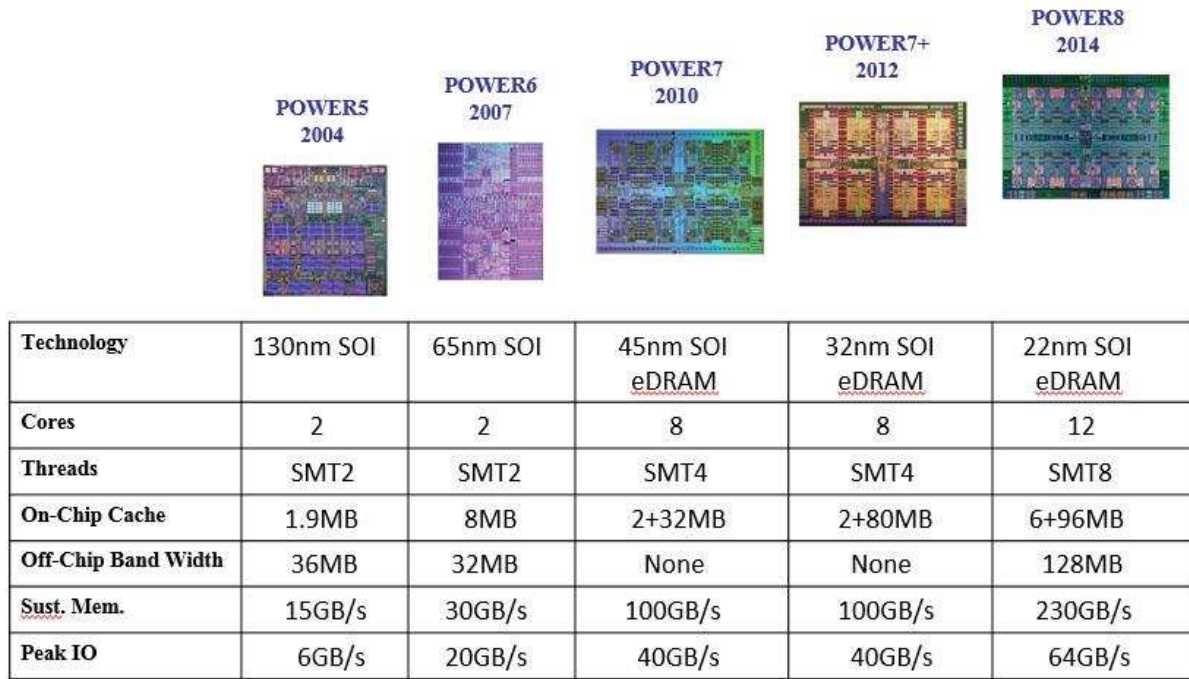 POWER5
2004
POWER6
2007
POWER7
2010
POWER7+
2012
POWER8
2014
Technology 130nm SOI 65nm SOI 45nm SOI eDRAM 32nm SOI eDRAM 22nm SOI eDRAM
Cores 2 2 8 8 12
Threads SMT2 SMT2 SMT4 SMT4 SMT8
On-Chip Cache 1.9MB 8MB 2+32MB 2+80MB 6+96MB
Off-Chip Band Width 36MB 32MB None None 128MB
Sust. Mem. 15GB/s 30GB/s 100GB/s 100GB/s 230GB/s
Peak IO 6GB/s 20GB/s 40GB/s 40GB/s 64GB/s